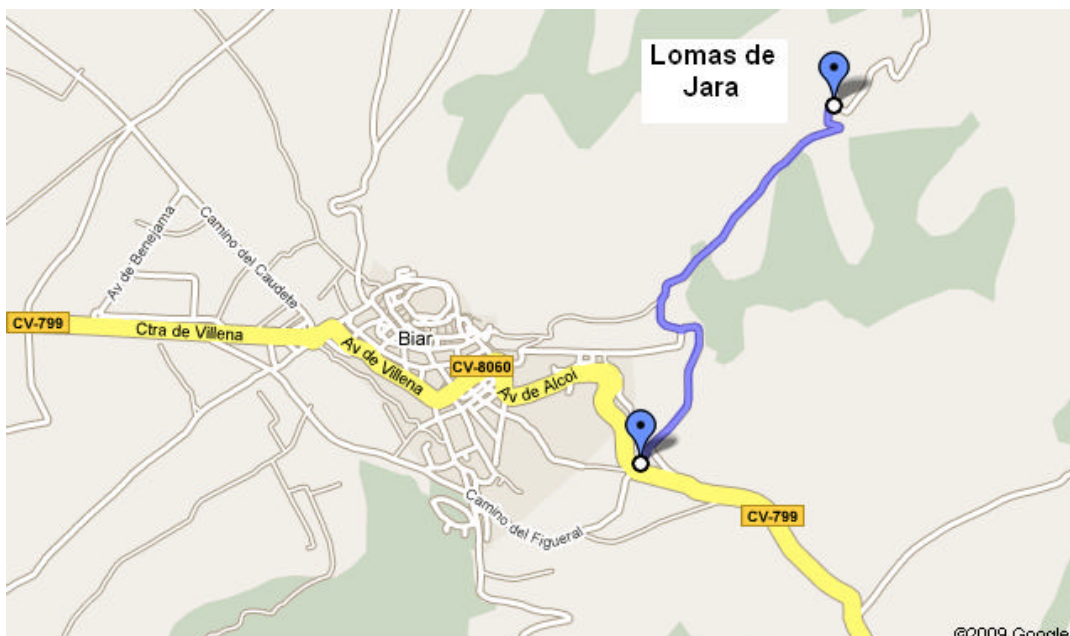 Lomas de
Jara
Av de Benejama
Camino del Caudete
CV-799
Ctra de Villena
Biar
Av de Villena
CV-8060
Av de Alcoi
Camino del Figueral
CV-799
©2009 Google